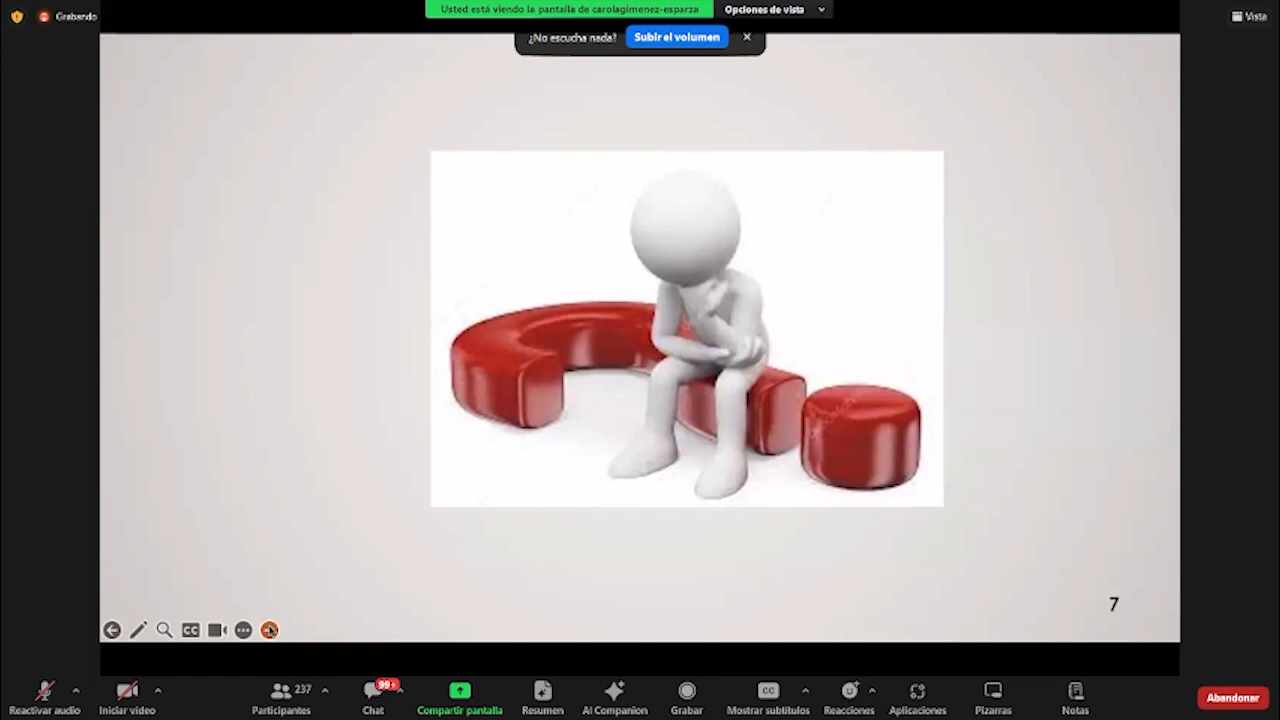 Grabando
Usted está viendo la pantalla de carolagimenez-esparza
Opciones de vista
Vista
¿No escucha nada?
Subir el volumen
7
CC
Reactivar audio
Iniciar video
237
Participantes
99+
Chat
Compartir pantalla
Resumen
AI Companion
Grabar
CC
Mostrar subtítulos
Reacciones
Aplicaciones
Pizarras
Notas
Abandonar